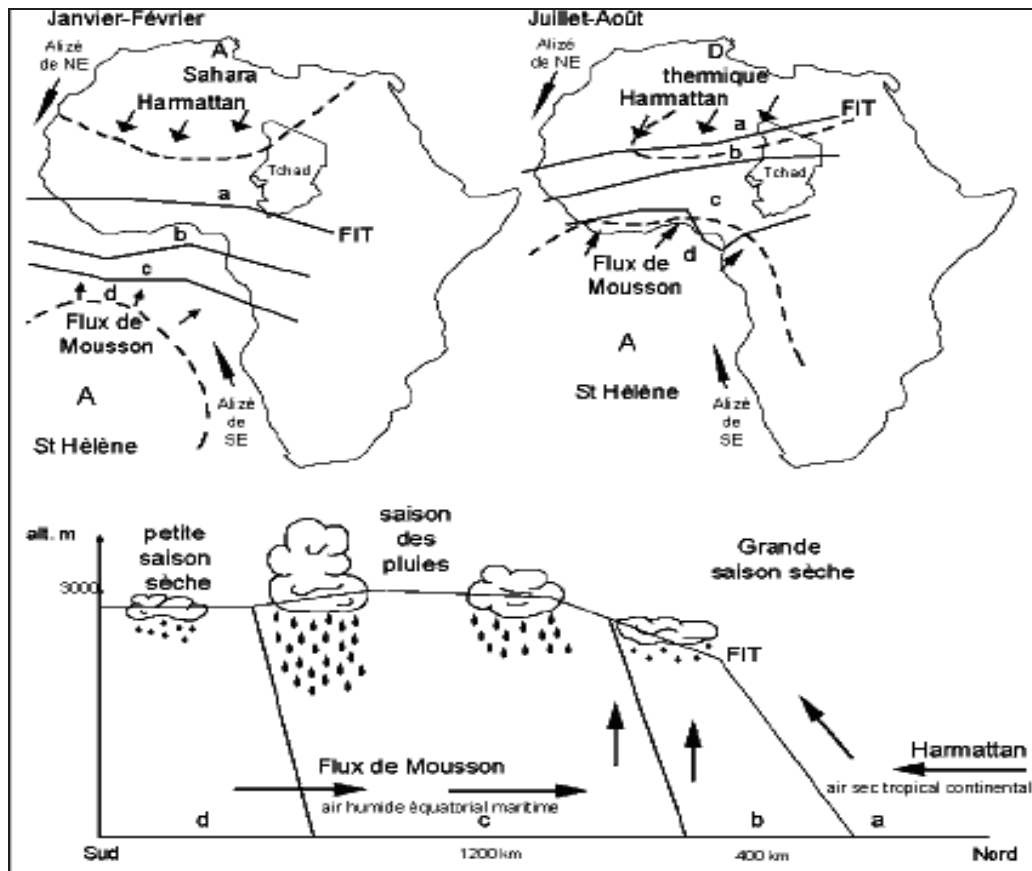 Janvier-Février
Alizé
de NE
A
Sahara
Harmattan
Tchad
a
FIT
b
c
d
Flux de
Mousson
A
St Hélène
Alizé
de
SE
Juillet-Août
Alizé
de NE
D
thermique
Harmattan
FIT
a
b
Tchad
c
d
Flux de
Mousson
A
St Hélène
Alizé
de
SE
alt. m
3000
petite
saison
sèche
saison
des
pluies
Grande
saison sèche
FIT
Harmattan
air sec tropical continental
Flux de Mousson
air humide équatorial maritime
d
c
b
a
Sud
1200 km
400 km
Nord